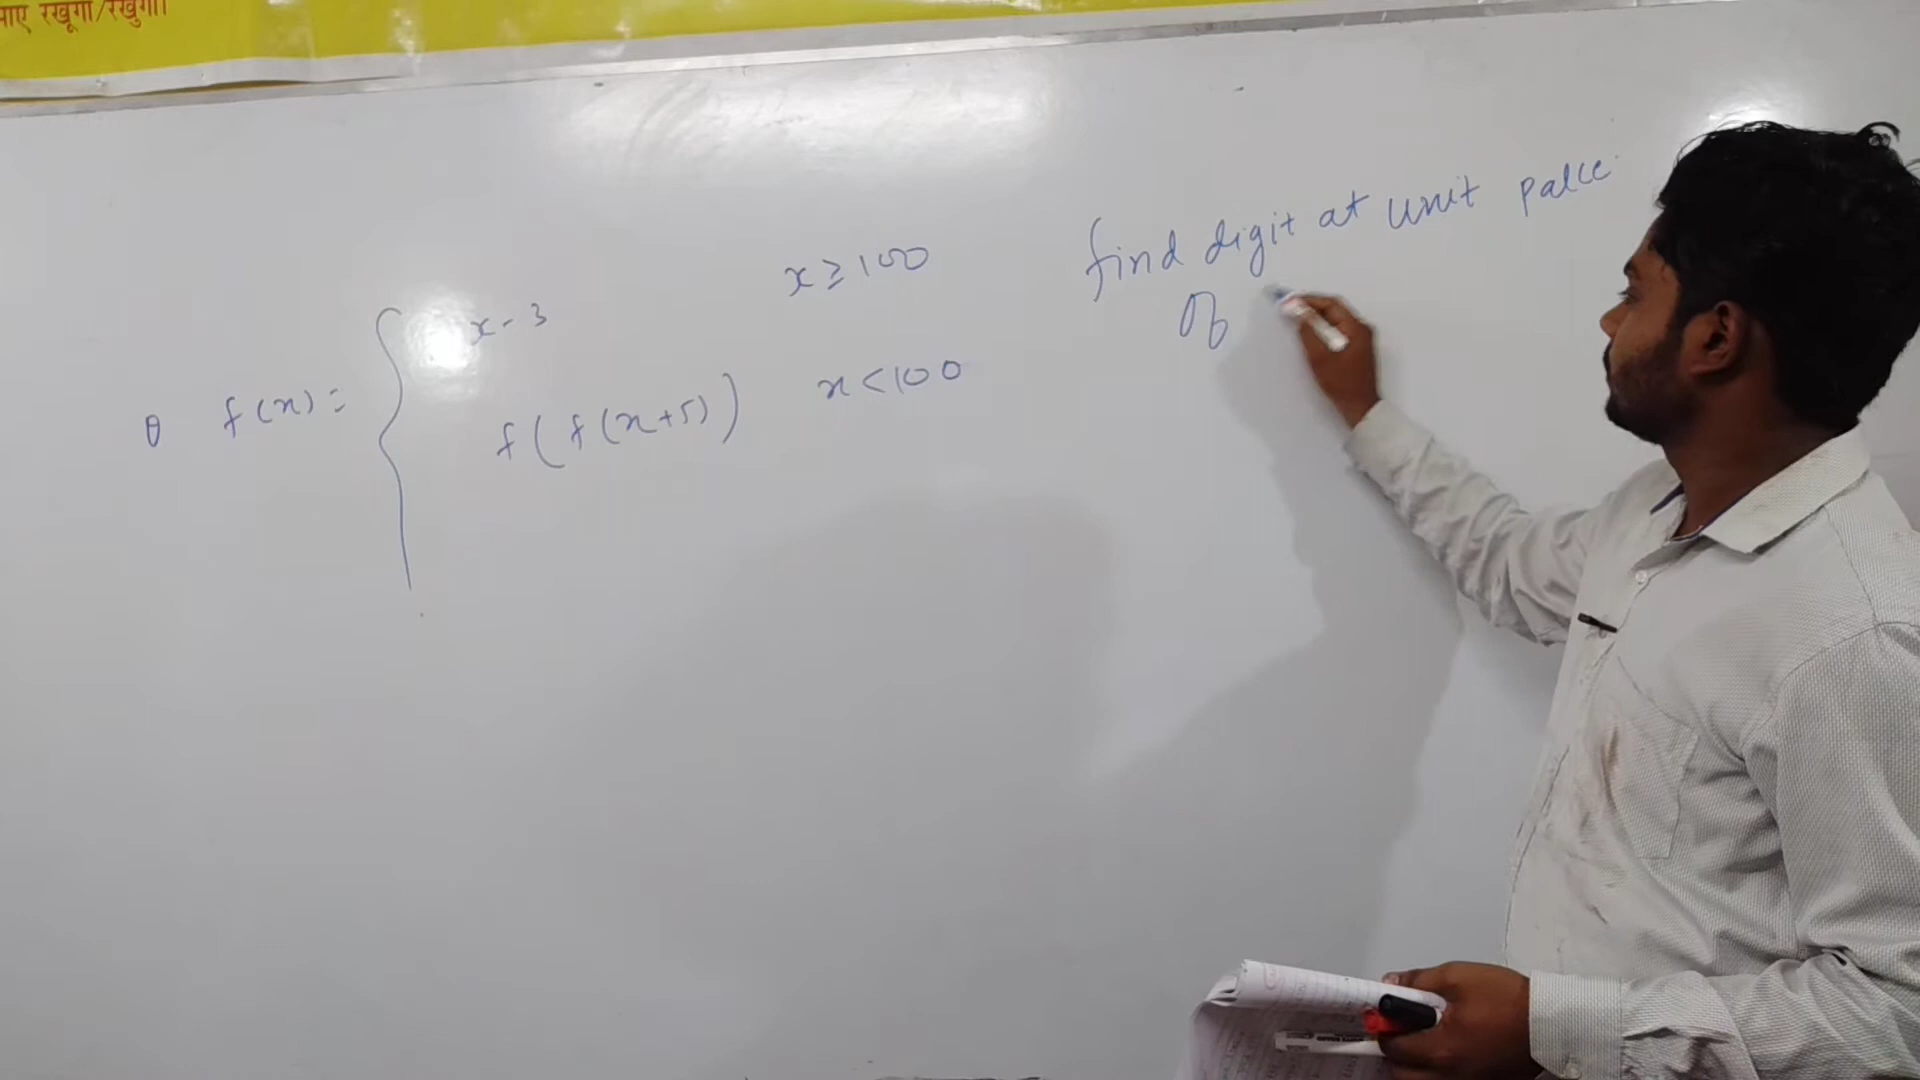 माए रखूगा/रखुगी।
x - 3 x ≥ 100
θ f(x) =
f(f(x+5)) x < 100
find digit at unit palce
of